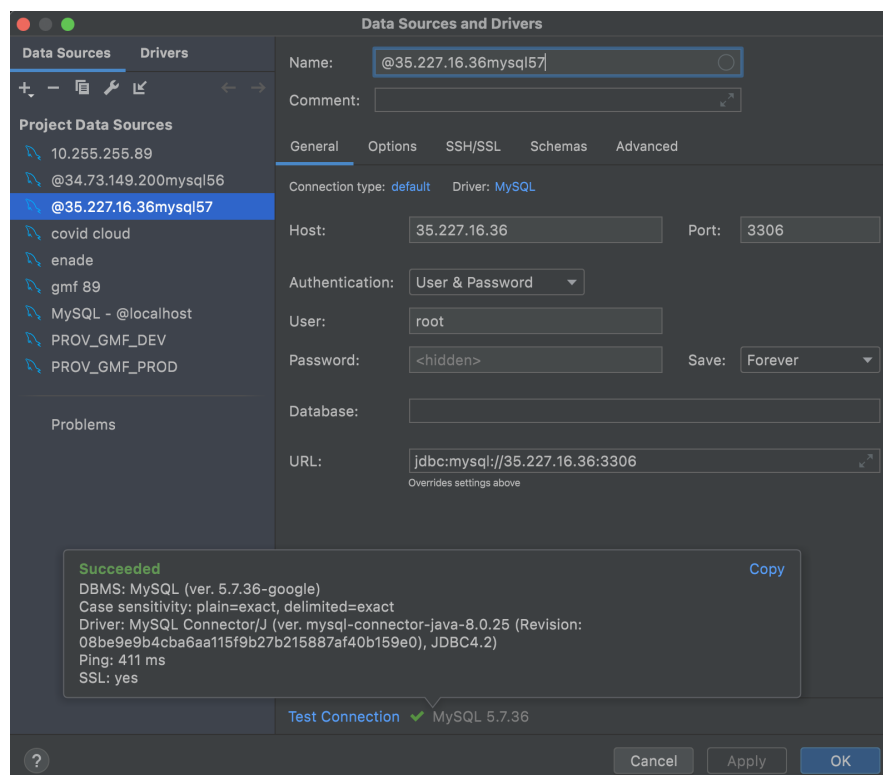 Data Sources and Drivers
Data Sources Drivers
Project Data Sources
10.255.255.89
@34.73.149.200mysql56
@35.227.16.36mysql57
covid cloud
enade
gmf 89
MySQL - @localhost
PROV_GMF_DEV
PROV_GMF_PROD
Problems
Name: @35.227.16.36mysql57
Comment:
General Options SSH/SSL Schemas Advanced
Connection type: default Driver: MySQL
Host: 35.227.16.36 Port: 3306
Authentication: User & Password
User: root
Password: <hidden> Save: Forever
Database:
URL: jdbc:mysql://35.227.16.36:3306
Overrides settings above
Succeeded Copy
DBMS: MySQL (ver. 5.7.36-google)
Case sensitivity: plain=exact, delimited=exact
Driver: MySQL Connector/J (ver. mysql-connector-java-8.0.25 (Revision:
08be9e9b4cba6aa115f9b27b215887af40b159e0), JDBC4.2)
Ping: 411 ms
SSL: yes
Test Connection MySQL 5.7.36
? Cancel Apply OK